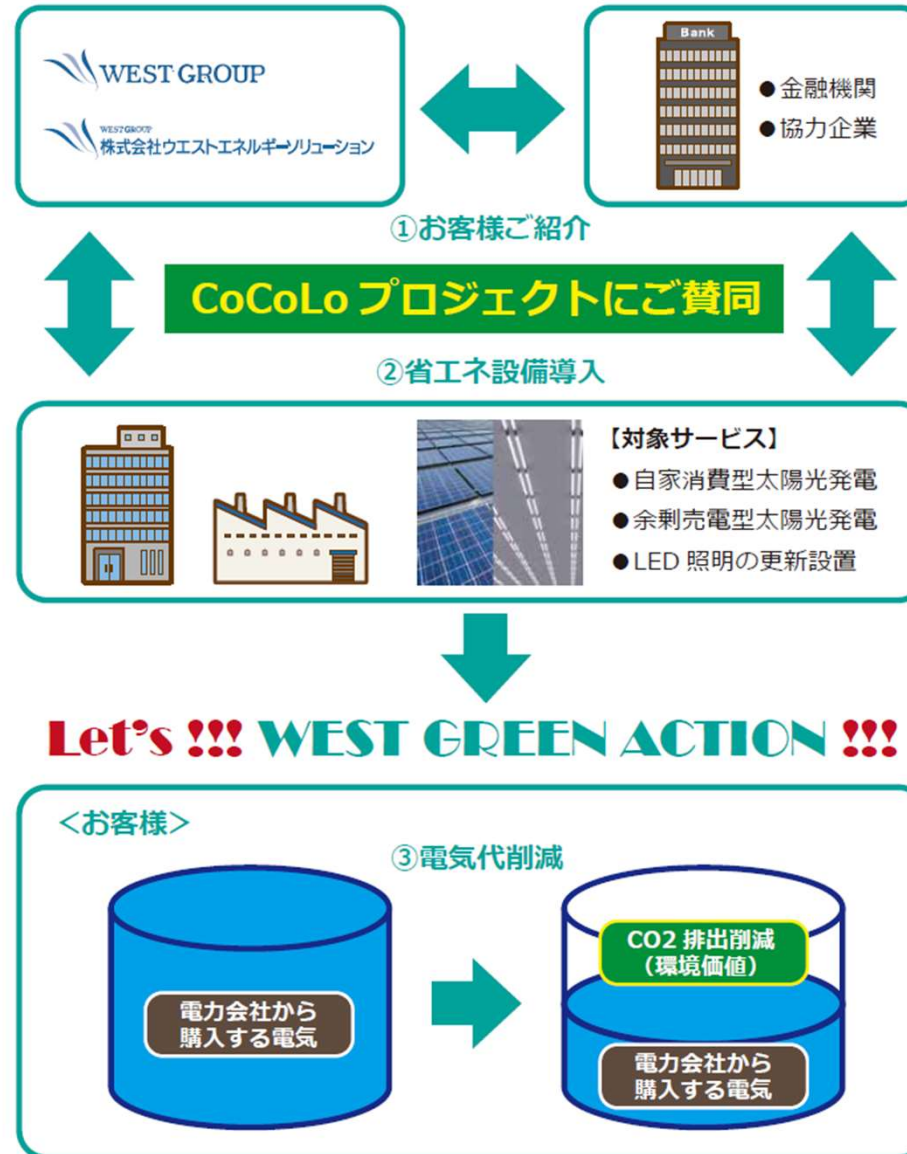 WEST GROUP
WEST GROUP
株式会社ウエストエネルギーソリューション
Bank
●金融機関
●協力企業
①お客様ご紹介
CoCoLo プロジェクトにご賛同
②省エネ設備導入
【対象サービス】
●自家消費型太陽光発電
●余剰売電型太陽光発電
●LED 照明の更新設置
Let's !!! WEST GREEN ACTION !!!
＜お客様＞
③電気代削減
電力会社から
購入する電気
CO2 排出削減
（環境価値）
電力会社から
購入する電気